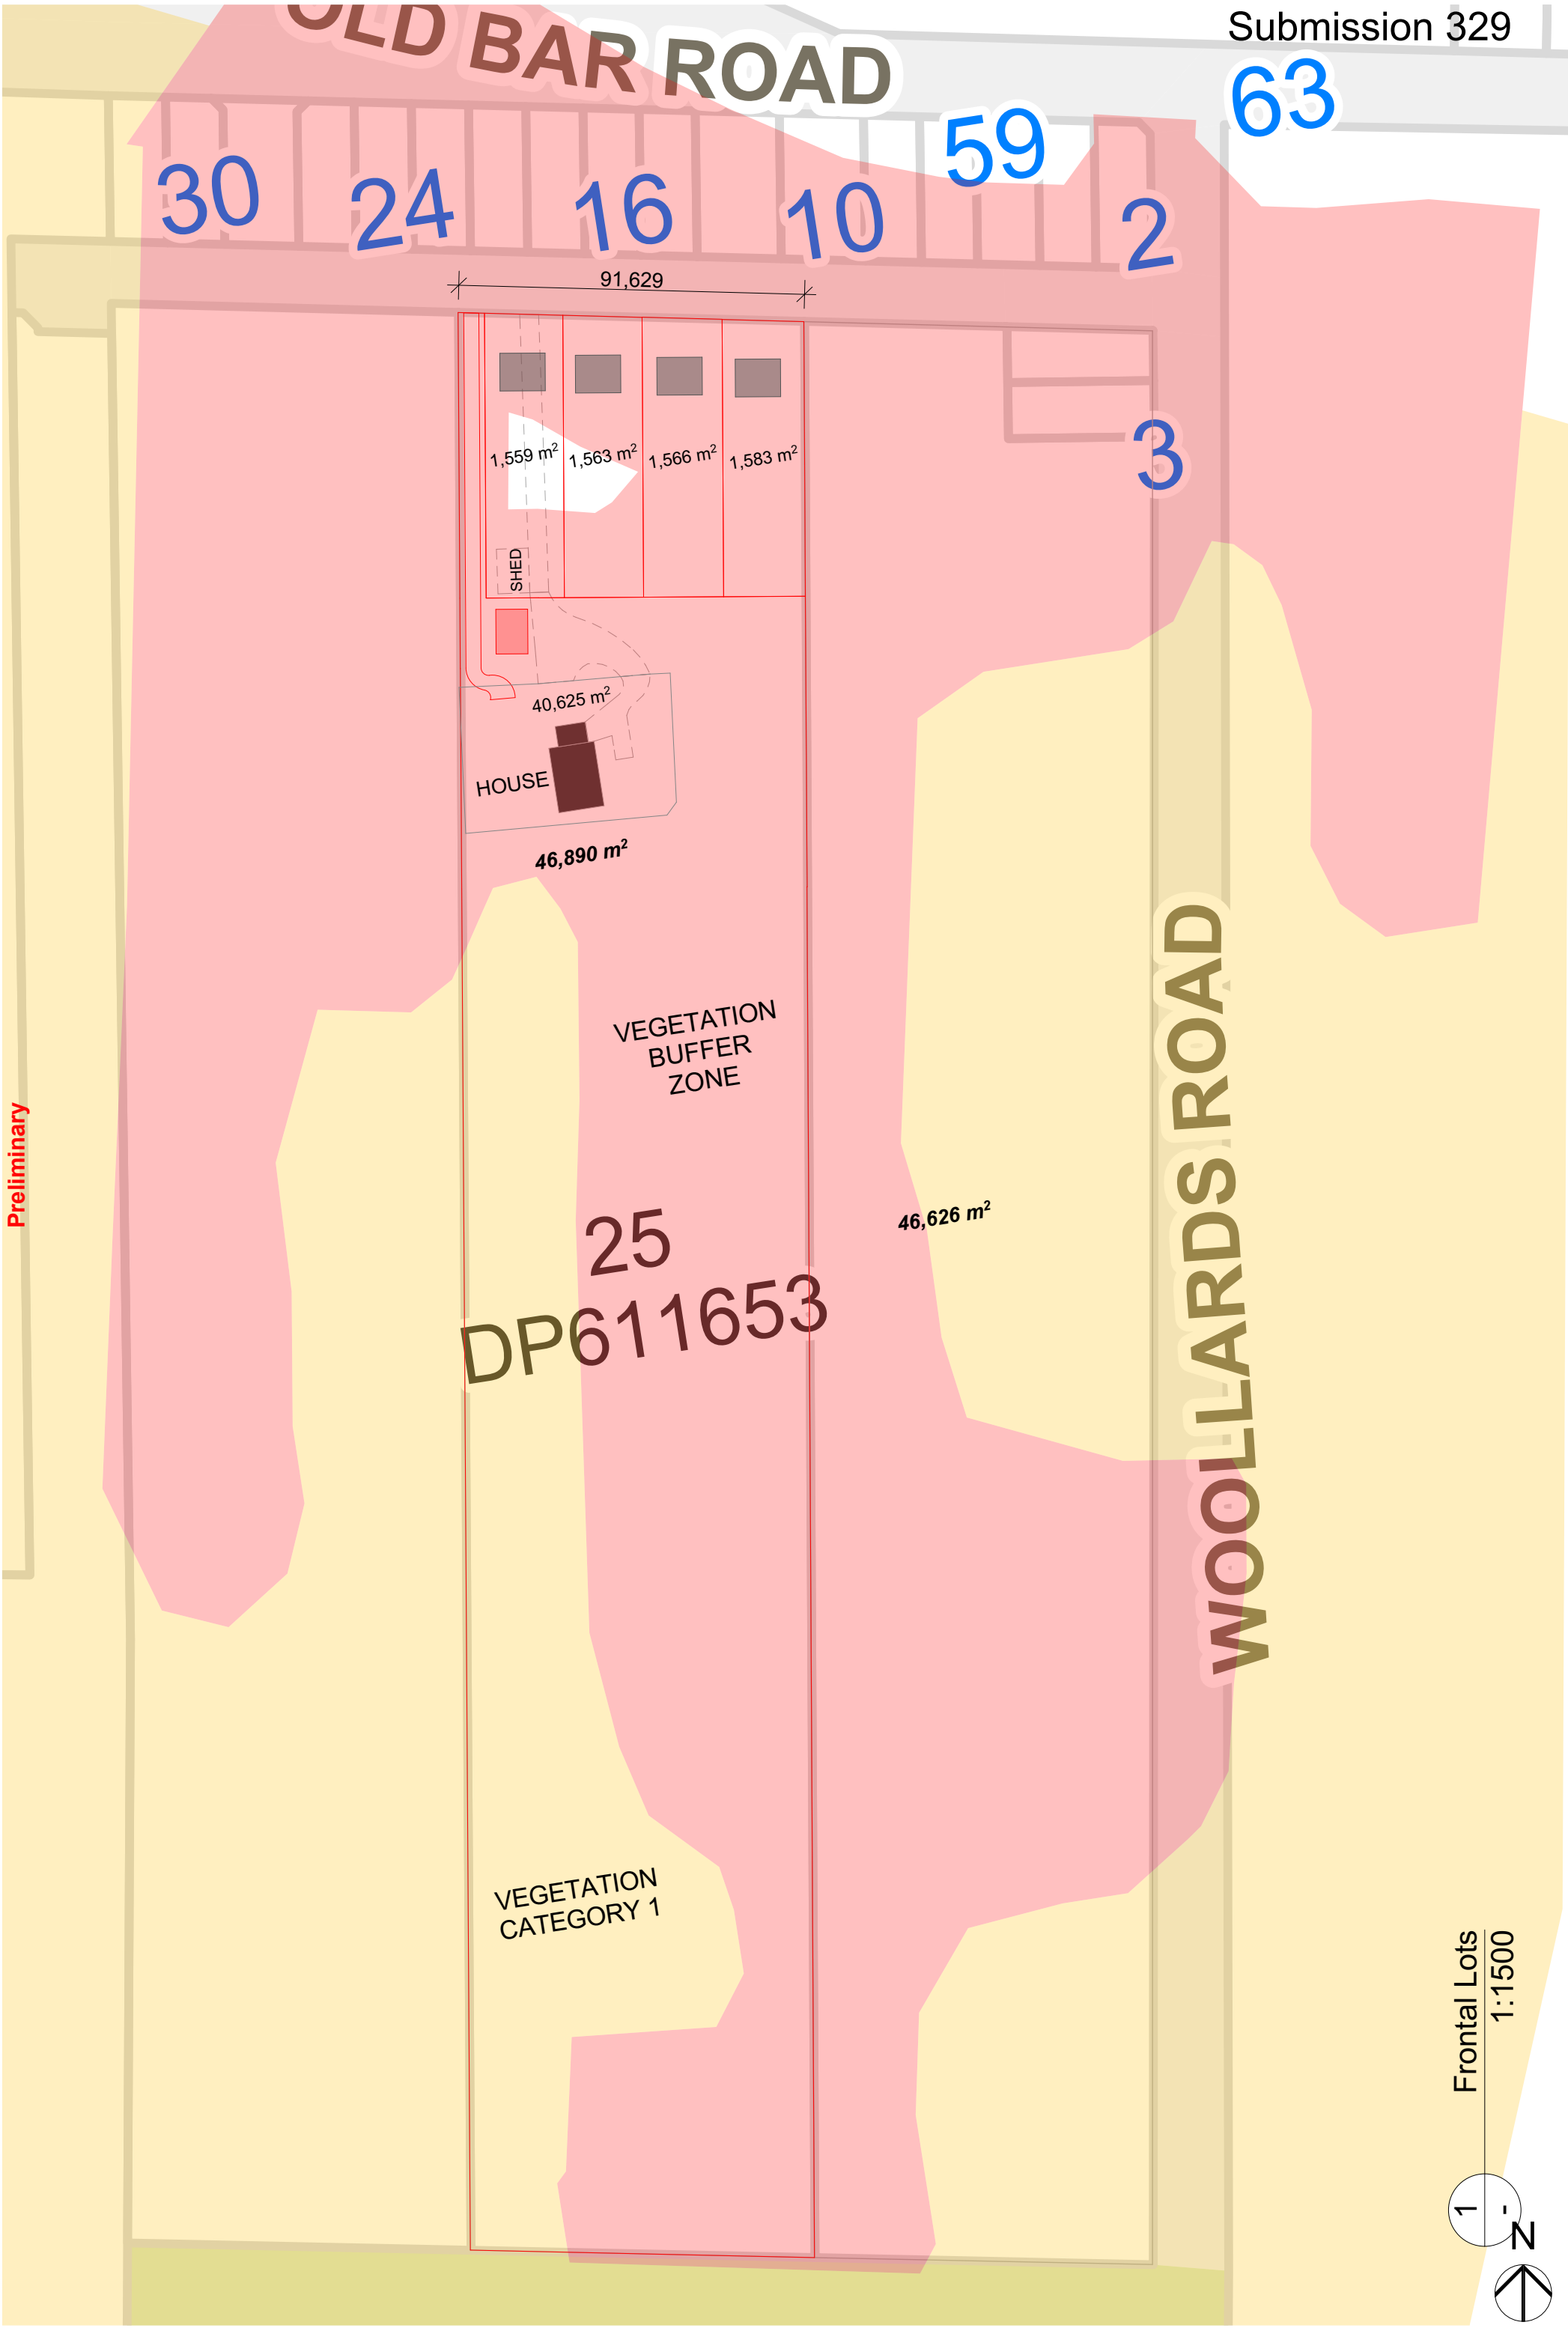 Submission 329
OLD BAR ROAD
63
59
30
24
16
10
2
91,629
1,559 m²
1,563 m²
1,566 m²
1,583 m²
3
SHED
40,625 m²
HOUSE
46,890 m²
VEGETATION
BUFFER
ZONE
WOOLLARDS ROAD
Preliminary
46,626 m²
25
DP611653
VEGETATION
CATEGORY 1
Frontal Lots
1:1500
1
-
N